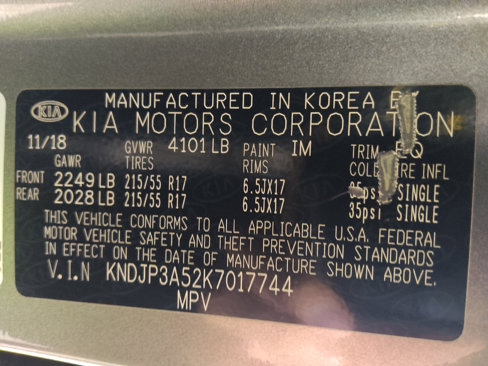 MANUFACTURED IN KOREA
KIA KIA MOTORS CORPORATION
11/18 GVWR 4101 LB PAINT IM TRIM EQ
GAWR TIRES RIMS COLD INFL
FRONT 2249 LB 215/55 R17 6.5JX17 35psi SINGLE
REAR 2028 LB 215/55 R17 6.5JX17 35psi SINGLE
THIS VEHICLE CONFORMS TO ALL APPLICABLE U.S.A. FEDERAL
MOTOR VEHICLE SAFETY AND THEFT PREVENTION STANDARDS
IN EFFECT ON THE DATE OF MANUFACTURE SHOWN ABOVE.
V.I.N KNDJP3A52K7017744
MPV